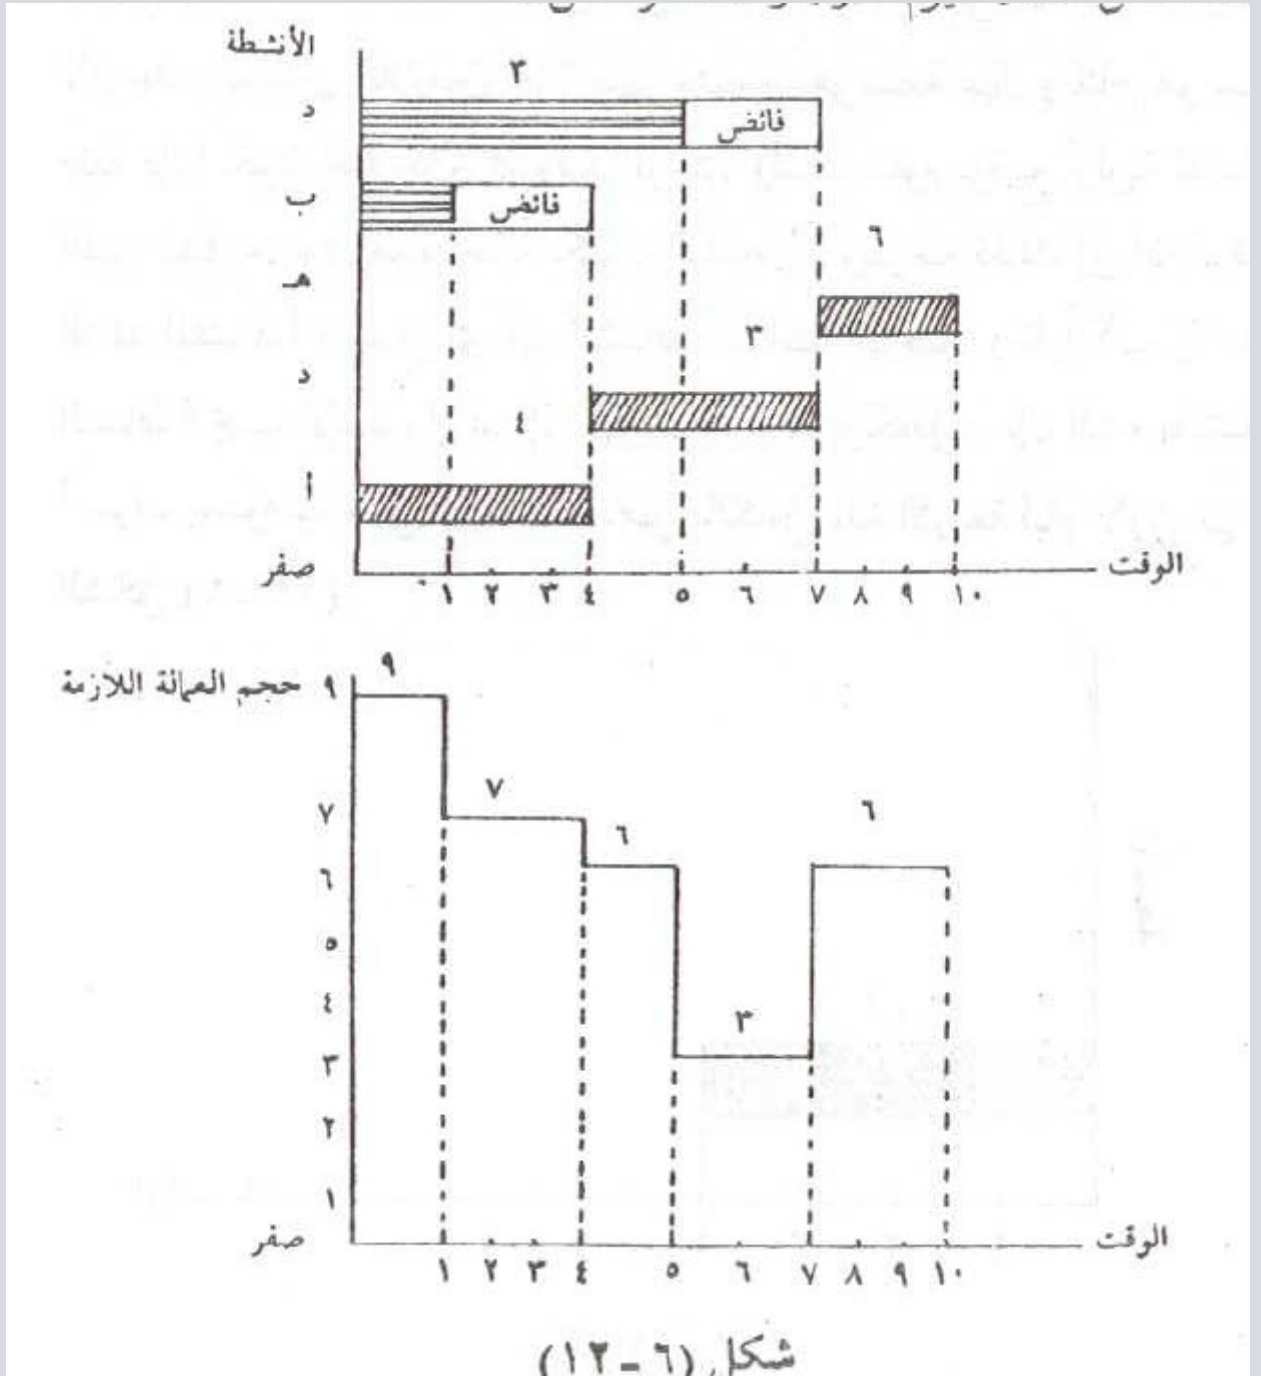 الأنشطة
٣
د
فائض
ب
فائض
٦
هـ
٣
د
٤
أ
صفر
١ ٢ ٣ ٤ ٥ ٦ ٧ ٨ ٩ ١٠
الوقت
حجم العمالة اللازمة
٩
٩
٧
٧
٦
٦
٦
٥
٤
٣
٣
٢
١
صفر
١ ٢ ٣ ٤ ٥ ٦ ٧ ٨ ٩ ١٠
الوقت
شكل (٦-١٢)